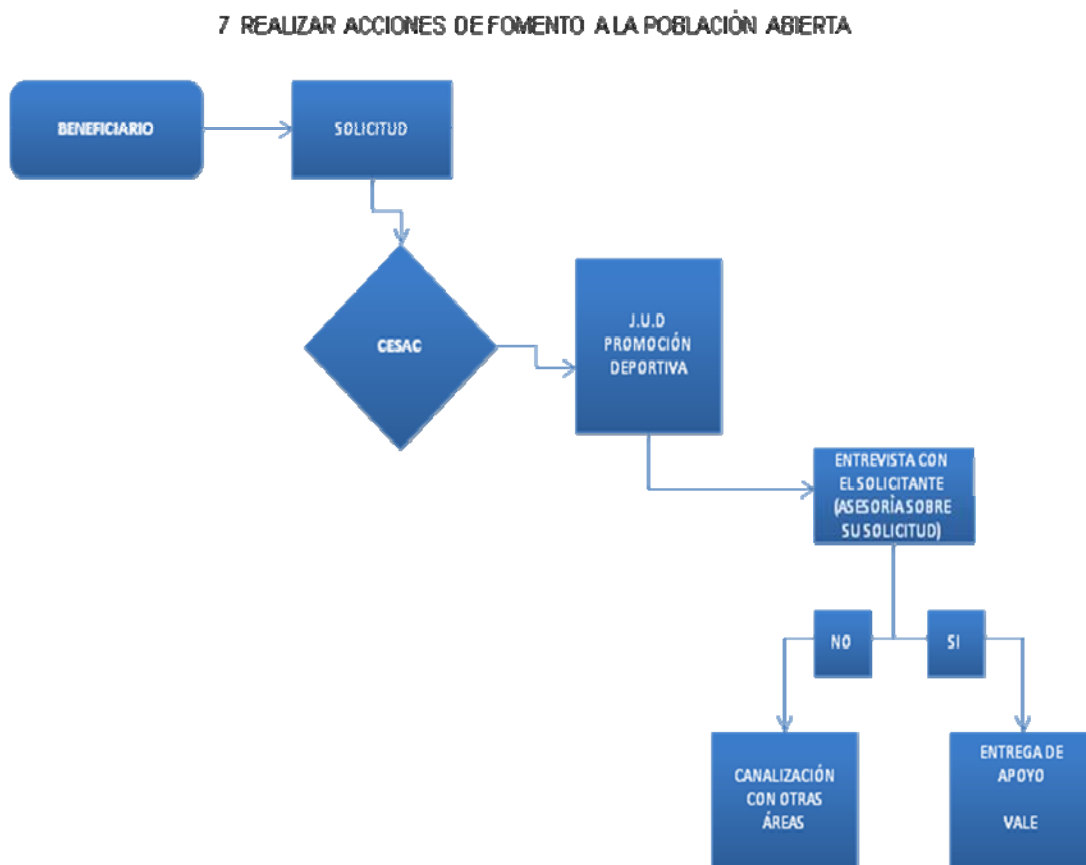 7 REALIZAR ACCIONES DE FOMENTO A LA POBLACIÓN ABIERTA
BENEFICIARIO
SOLICITUD
CESAC
J.U.D
PROMOCIÓN
DEPORTIVA
ENTREVISTA CON
EL SOLICITANTE
(ASESORÍA SOBRE
SU SOLICITUD)
NO
SI
CANALIZACIÓN
CON OTRAS
ÁREAS
ENTREGA DE
APOYO
VALE